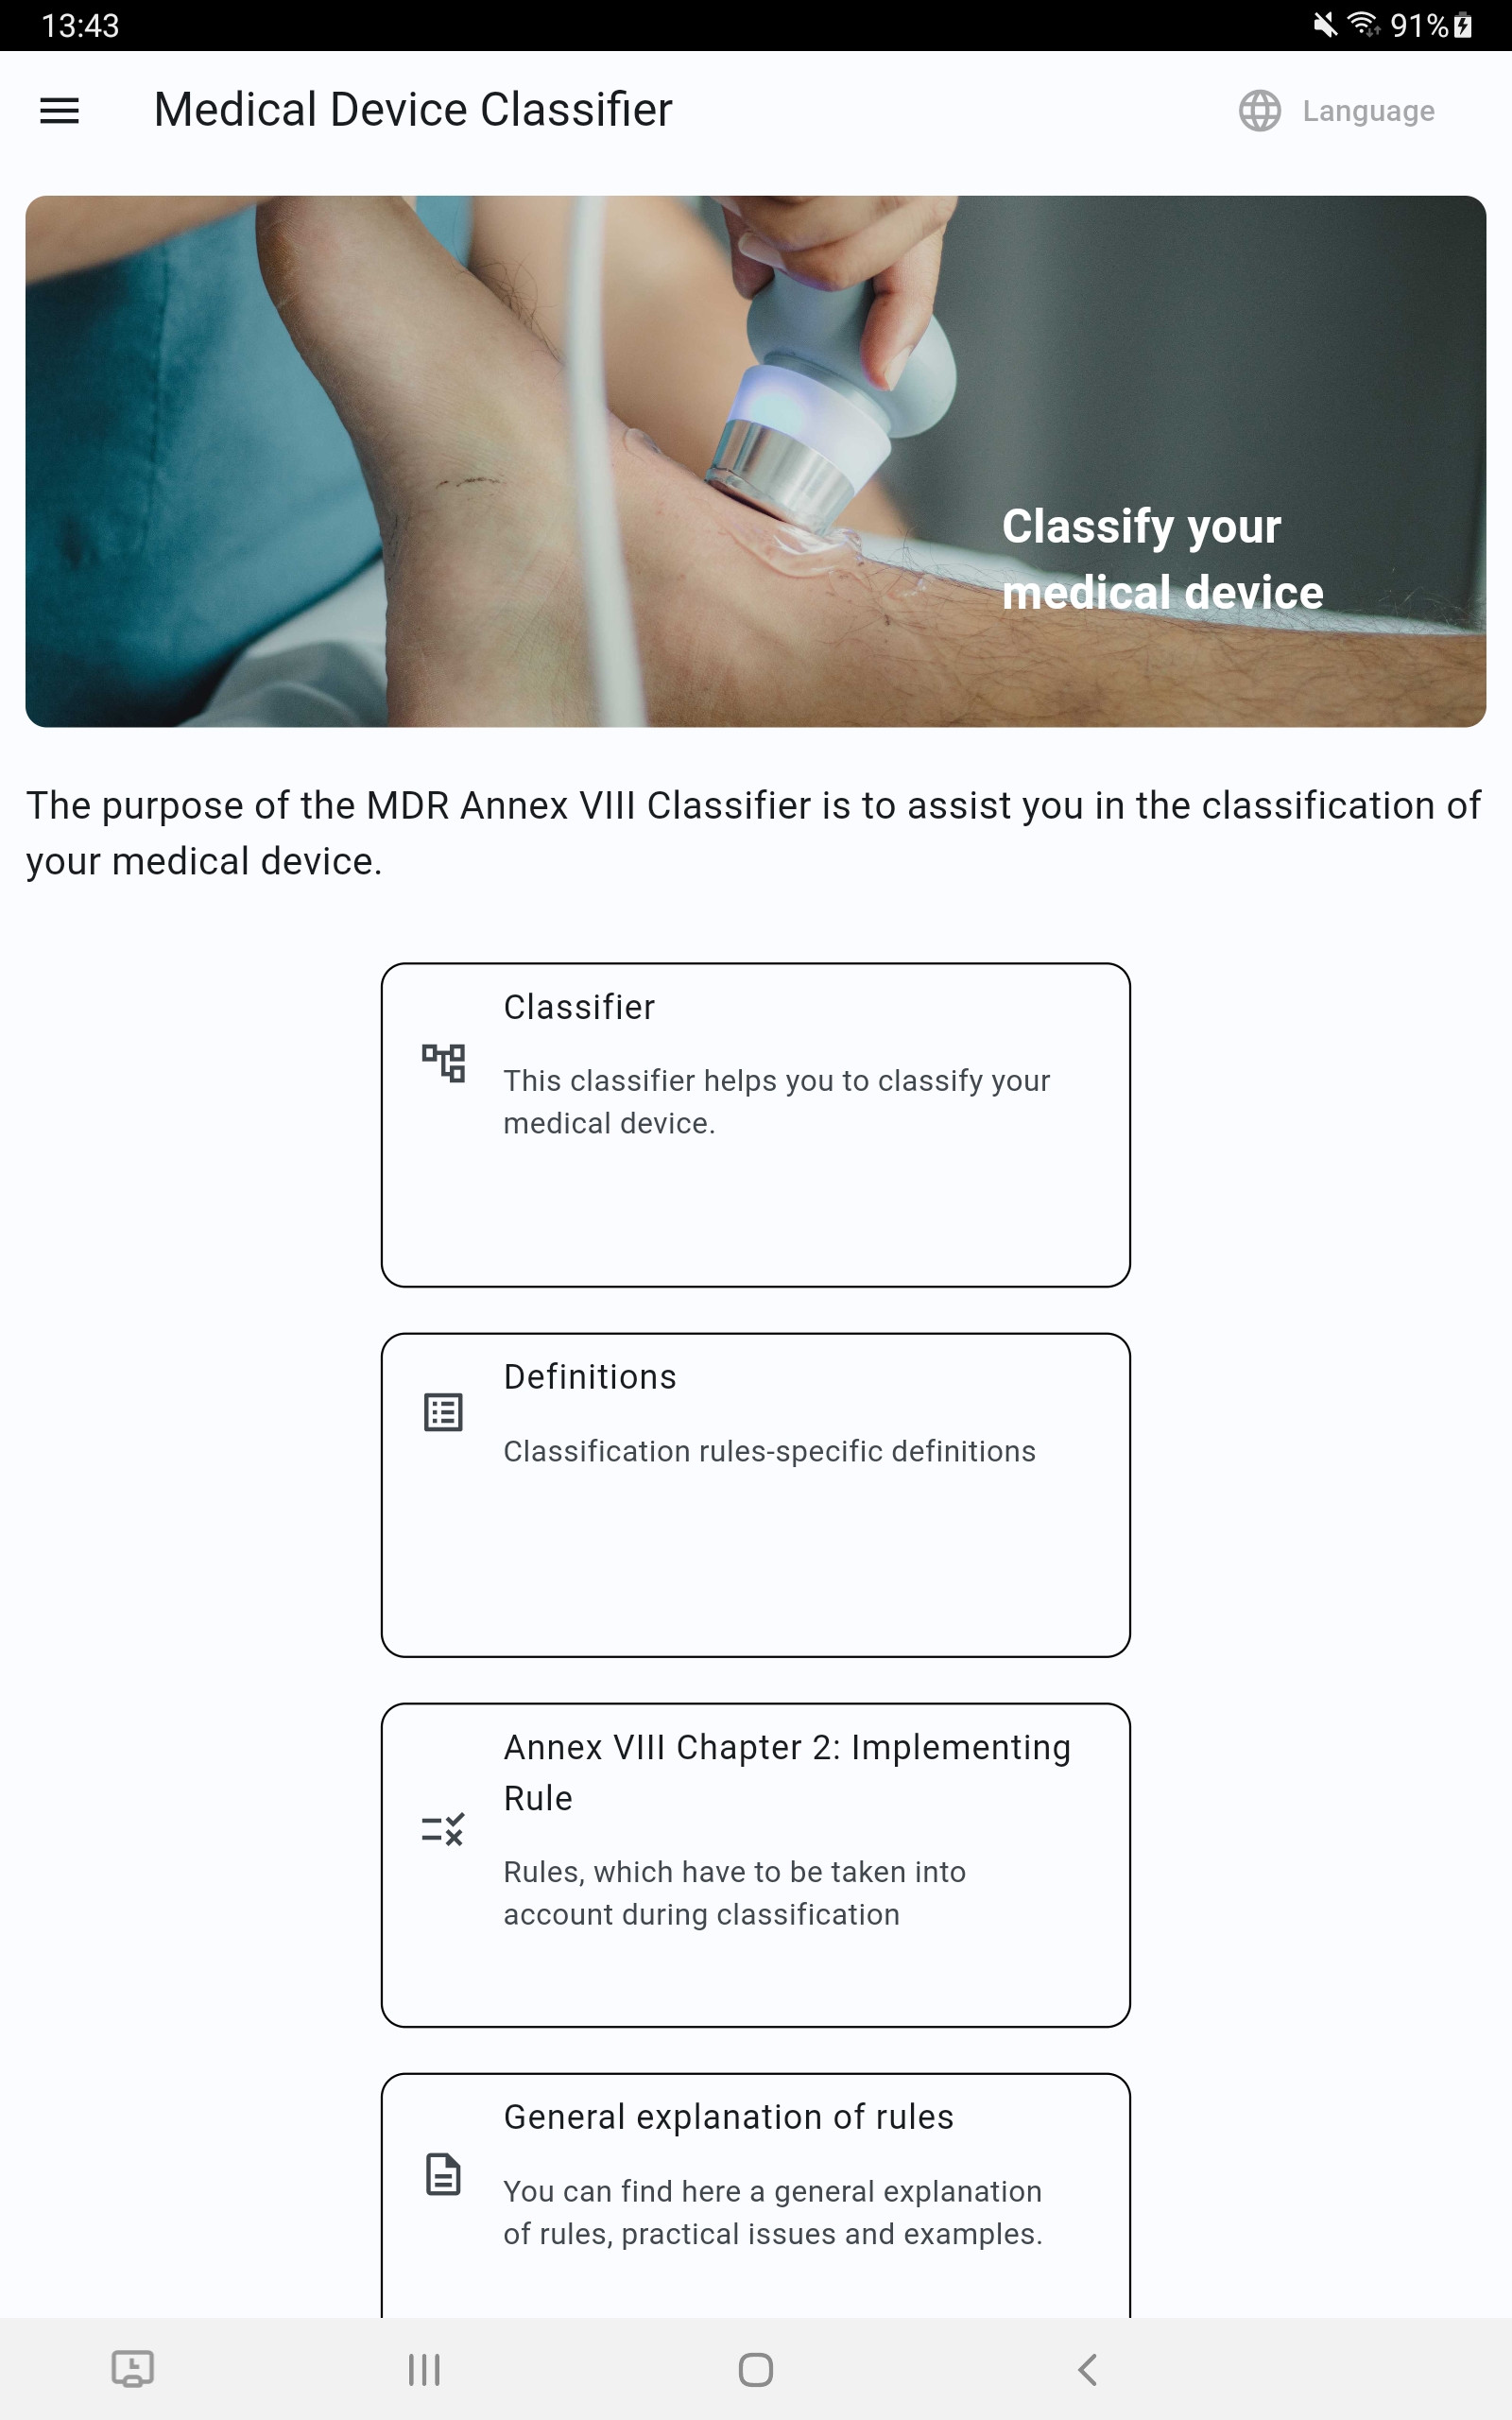 13:43
91%
Medical Device Classifier
Language
Classify your
medical device
The purpose of the MDR Annex VIII Classifier is to assist you in the classification of
your medical device.
Classifier
This classifier helps you to classify your
medical device.
Definitions
Classification rules-specific definitions
Annex VIII Chapter 2: Implementing
Rule
Rules, which have to be taken into
account during classification
General explanation of rules
You can find here a general explanation
of rules, practical issues and examples.